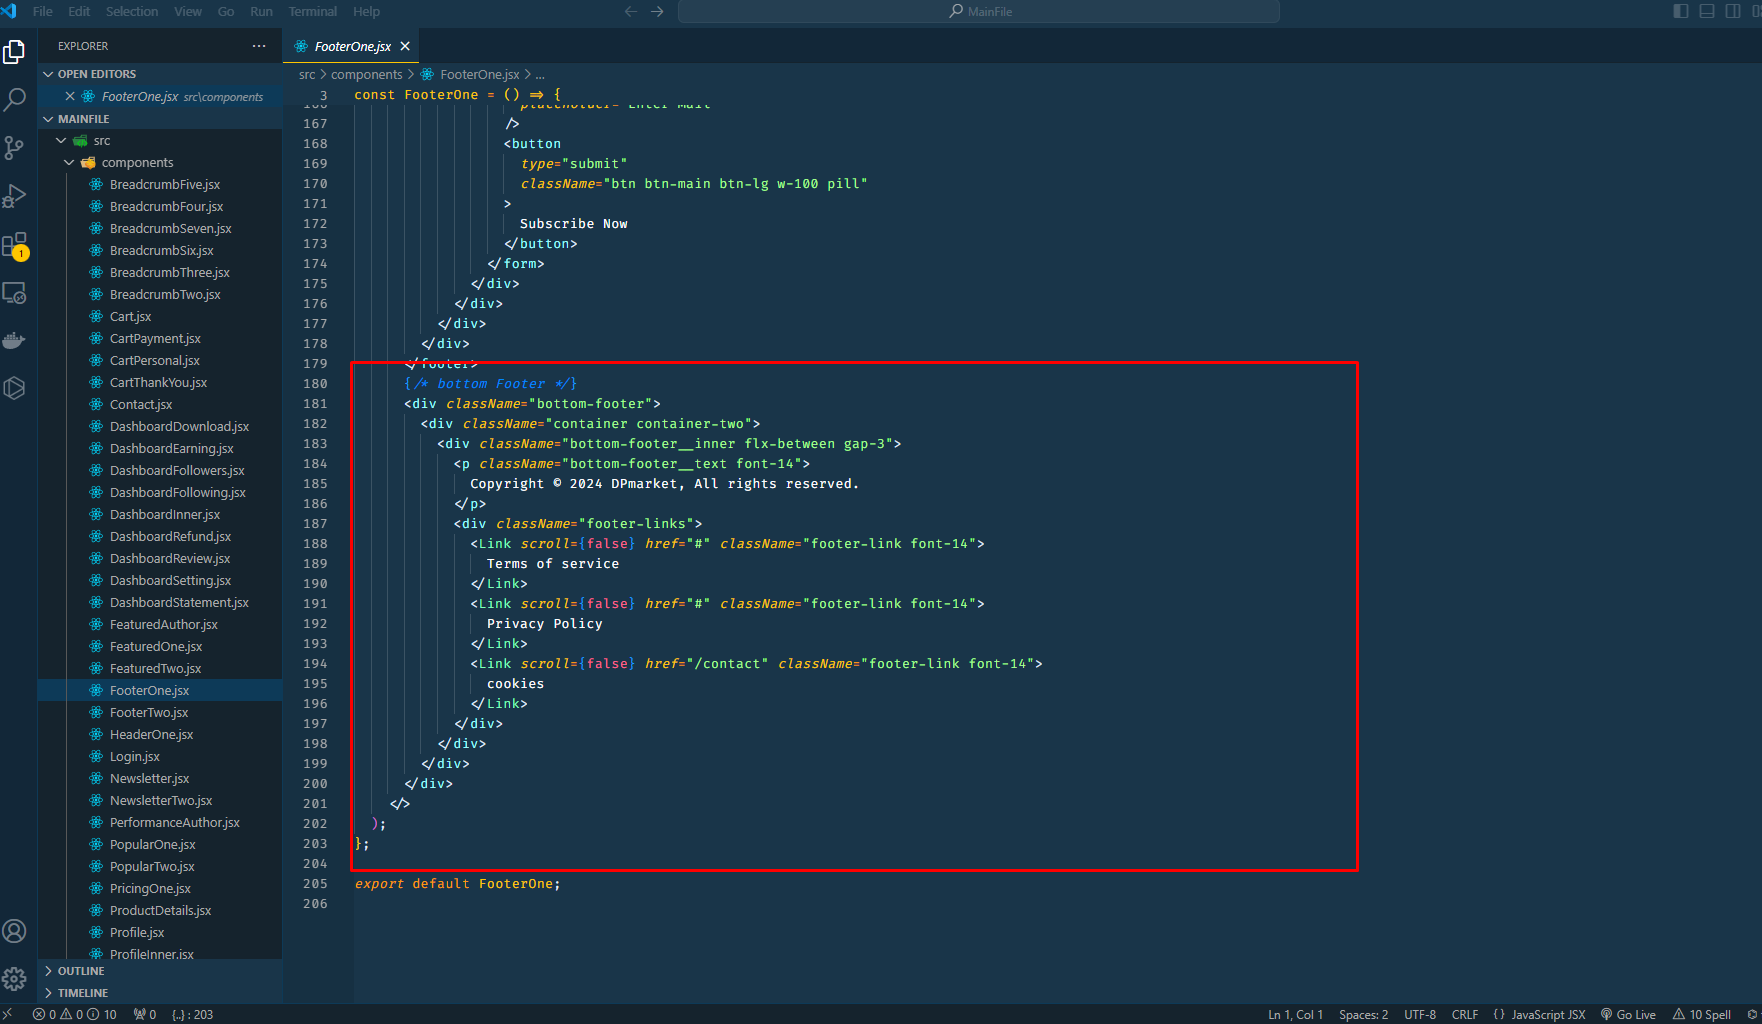 File Edit Selection View Go Run Terminal Help
MainFile
EXPLORER
OPEN EDITORS
FooterOne.jsx src\components
MAINFILE
src
components
BreadcrumbFive.jsx
BreadcrumbFour.jsx
BreadcrumbSeven.jsx
BreadcrumbSix.jsx
BreadcrumbThree.jsx
BreadcrumbTwo.jsx
Cart.jsx
CartPayment.jsx
CartPersonal.jsx
CartThankYou.jsx
Contact.jsx
DashboardDownload.jsx
DashboardEarning.jsx
DashboardFollowers.jsx
DashboardFollowing.jsx
DashboardInner.jsx
DashboardRefund.jsx
DashboardReview.jsx
DashboardSetting.jsx
DashboardStatement.jsx
FeaturedAuthor.jsx
FeaturedOne.jsx
FeaturedTwo.jsx
FooterOne.jsx
FooterTwo.jsx
HeaderOne.jsx
Login.jsx
Newsletter.jsx
NewsletterTwo.jsx
PerformanceAuthor.jsx
PopularOne.jsx
PopularTwo.jsx
PricingOne.jsx
ProductDetails.jsx
Profile.jsx
ProfileInner.jsx
OUTLINE
TIMELINE
1
FooterOne.jsx
src > components > FooterOne.jsx > ...
3 const FooterOne = () => {
166 placeholder="Enter Mail"
167 />
168 <button
169 type="submit"
170 className="btn btn-main btn-lg w-100 pill"
171 >
172 Subscribe Now
173 </button>
174 </form>
175 </div>
176 </div>
177 </div>
178 </div>
179 </footer>
180 {/* bottom Footer */}
181 <div className="bottom-footer">
182 <div className="container container-two">
183 <div className="bottom-footer__inner flx-between gap-3">
184 <p className="bottom-footer__text font-14">
185 Copyright © 2024 DPmarket, All rights reserved.
186 </p>
187 <div className="footer-links">
188 <Link scroll={false} href="#" className="footer-link font-14">
189 Terms of service
190 </Link>
191 <Link scroll={false} href="#" className="footer-link font-14">
192 Privacy Policy
193 </Link>
194 <Link scroll={false} href="/contact" className="footer-link font-14">
195 cookies
196 </Link>
197 </div>
198 </div>
199 </div>
200 </div>
201 </>
202 );
203 };
204
205 export default FooterOne;
206
0 0 10 0 {..} : 203
Ln 1, Col 1 Spaces: 2 UTF-8 CRLF {} JavaScript JSX Go Live 10 Spell